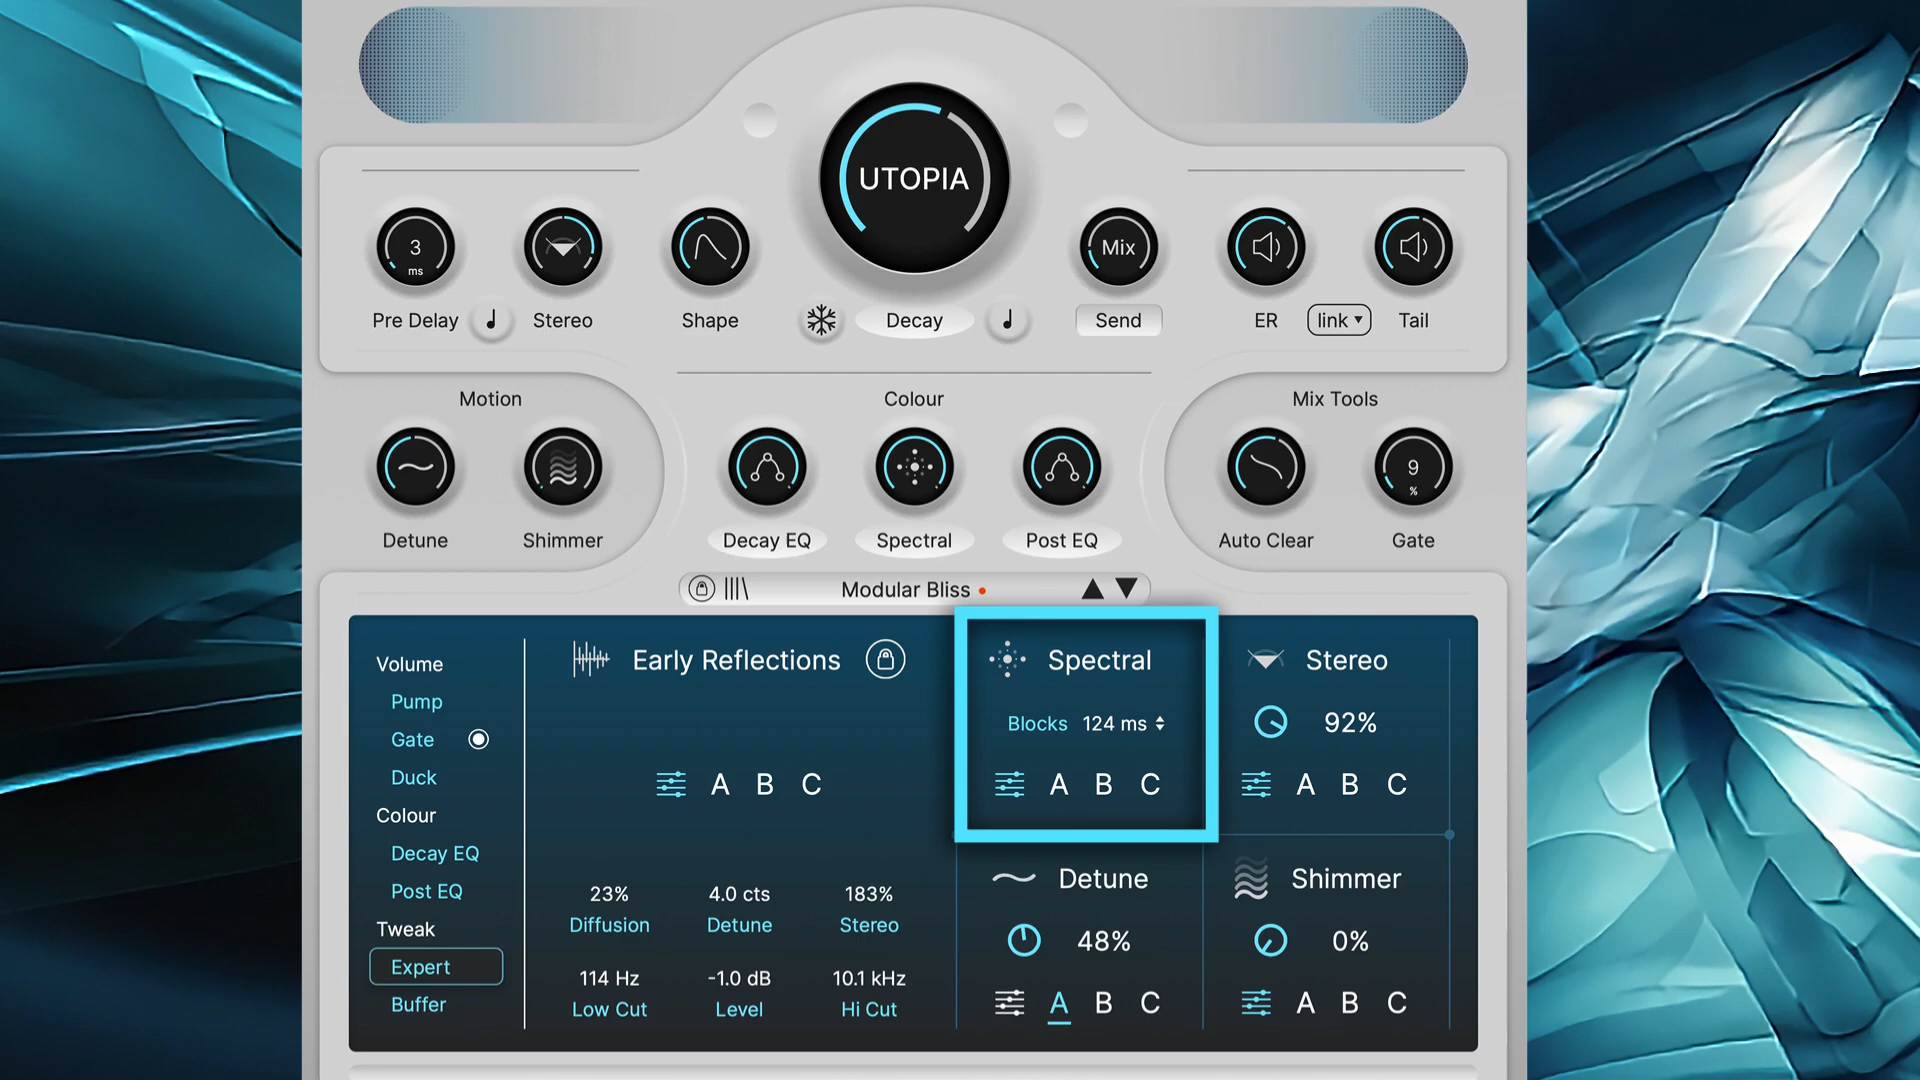 UTOPIA
3
ms
Mix
Pre Delay
Stereo
Shape
Decay
Send
ER
link
Tail
Motion
Colour
Mix Tools
9
%
Detune
Shimmer
Decay EQ
Spectral
Post EQ
Auto Clear
Gate
Modular Bliss
Volume
Pump
Gate
Duck
Colour
Decay EQ
Post EQ
Tweak
Expert
Buffer
Early Reflections
A B C
23% 4.0 cts 183%
Diffusion Detune Stereo
114 Hz -1.0 dB 10.1 kHz
Low Cut Level Hi Cut
Spectral
Blocks 124 ms
A B C
Stereo
92%
A B C
Detune
48%
A B C
Shimmer
0%
A B C